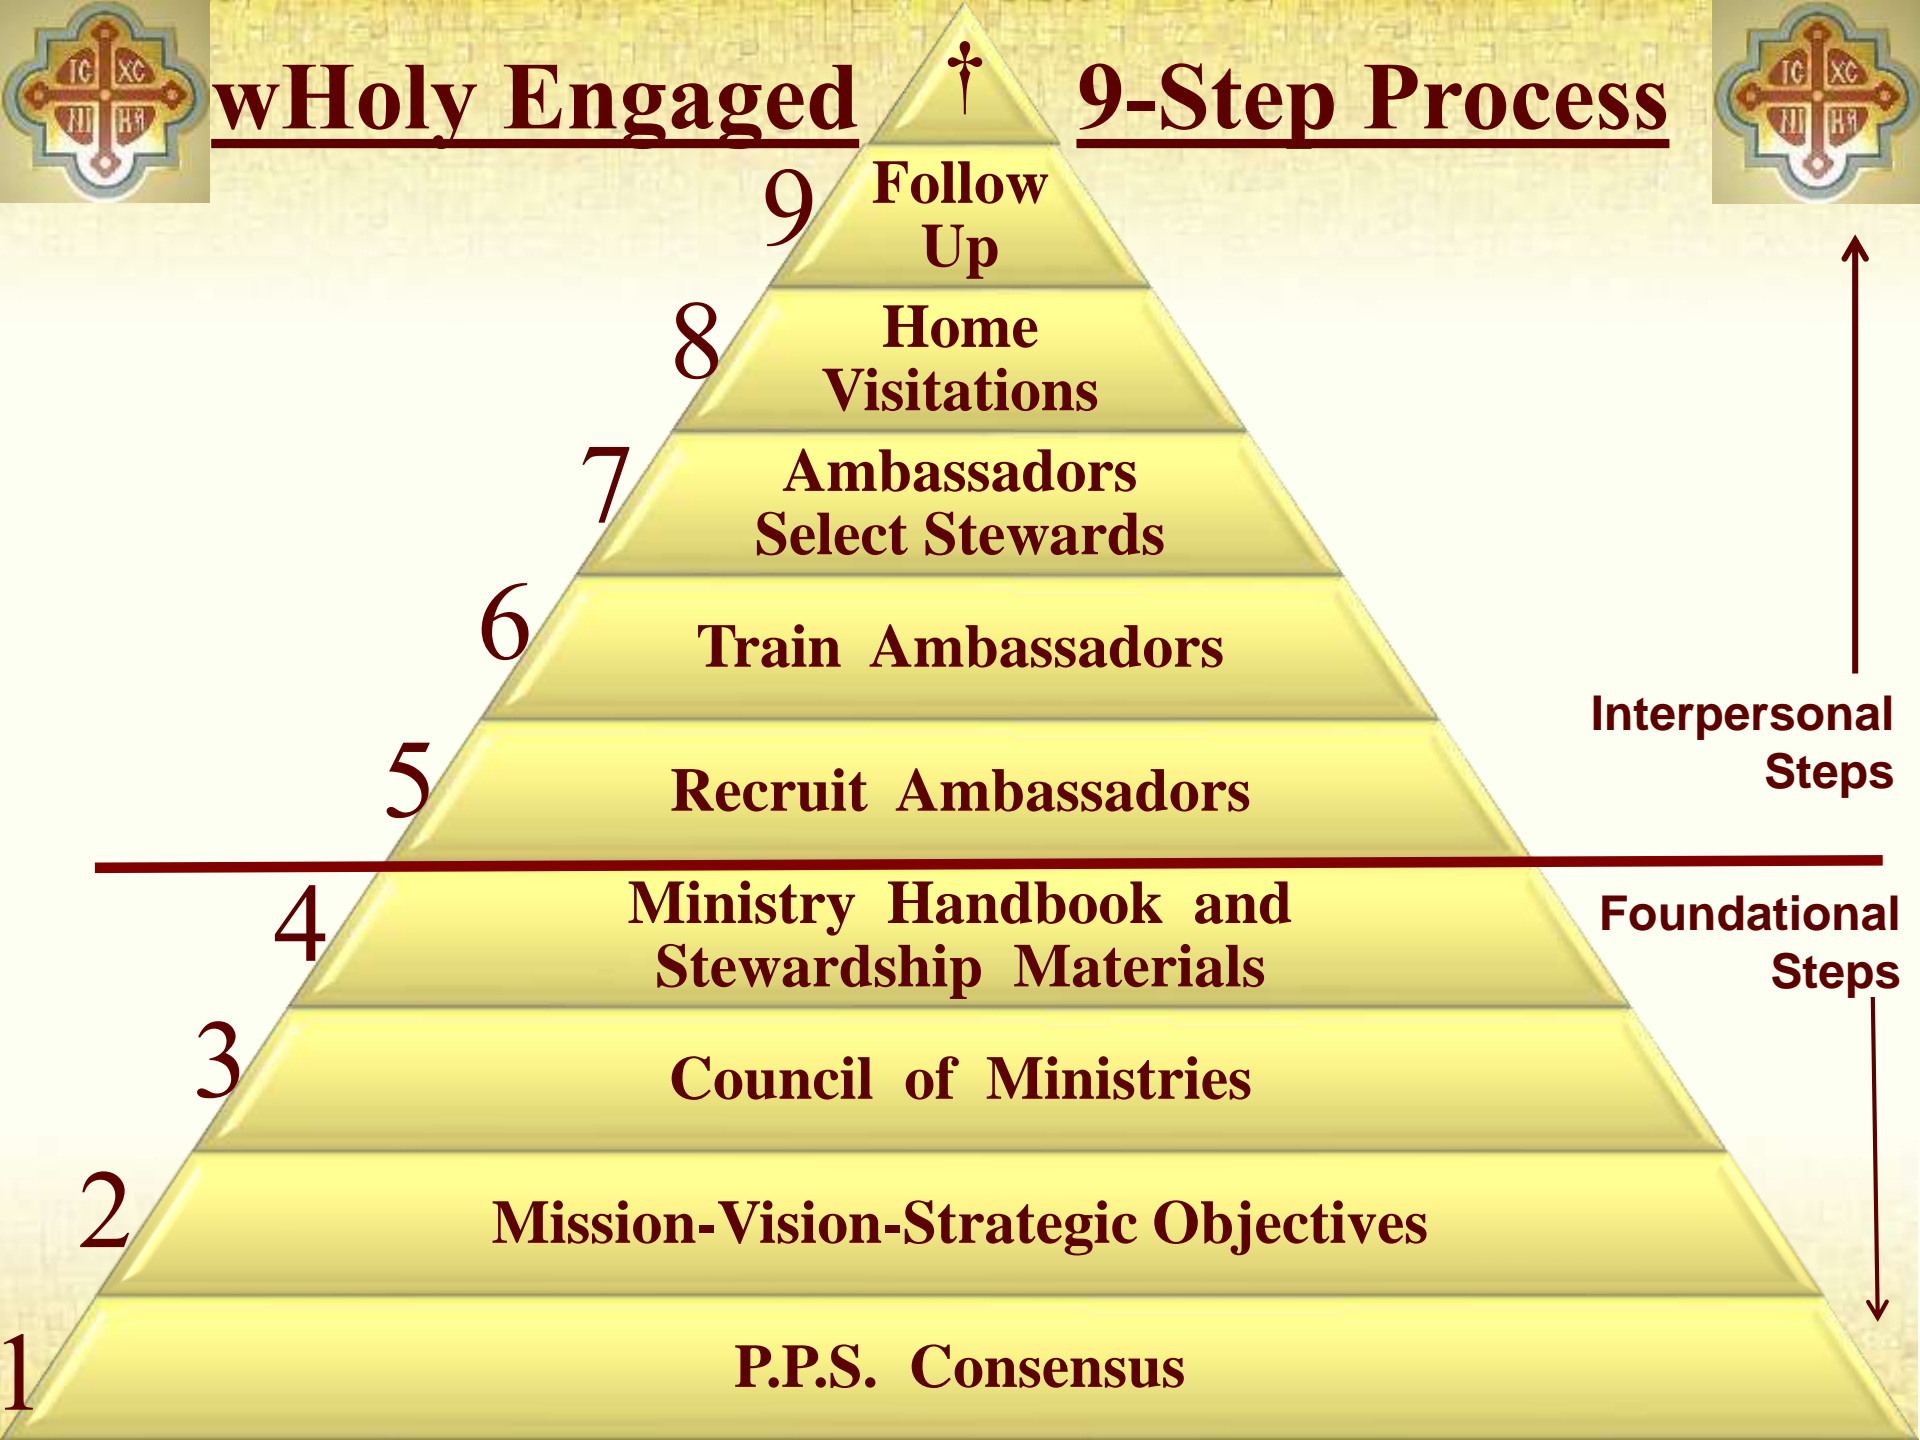 IC XC
NI KA
wHoly Engaged † 9-Step Process
IC XC
NI KA
9 Follow
Up
8 Home
Visitations
7 Ambassadors
Select Stewards
6 Train Ambassadors
Interpersonal
Steps
5 Recruit Ambassadors
4 Ministry Handbook and
Stewardship Materials
Foundational
Steps
3 Council of Ministries
2 Mission-Vision-Strategic Objectives
1 P.P.S. Consensus